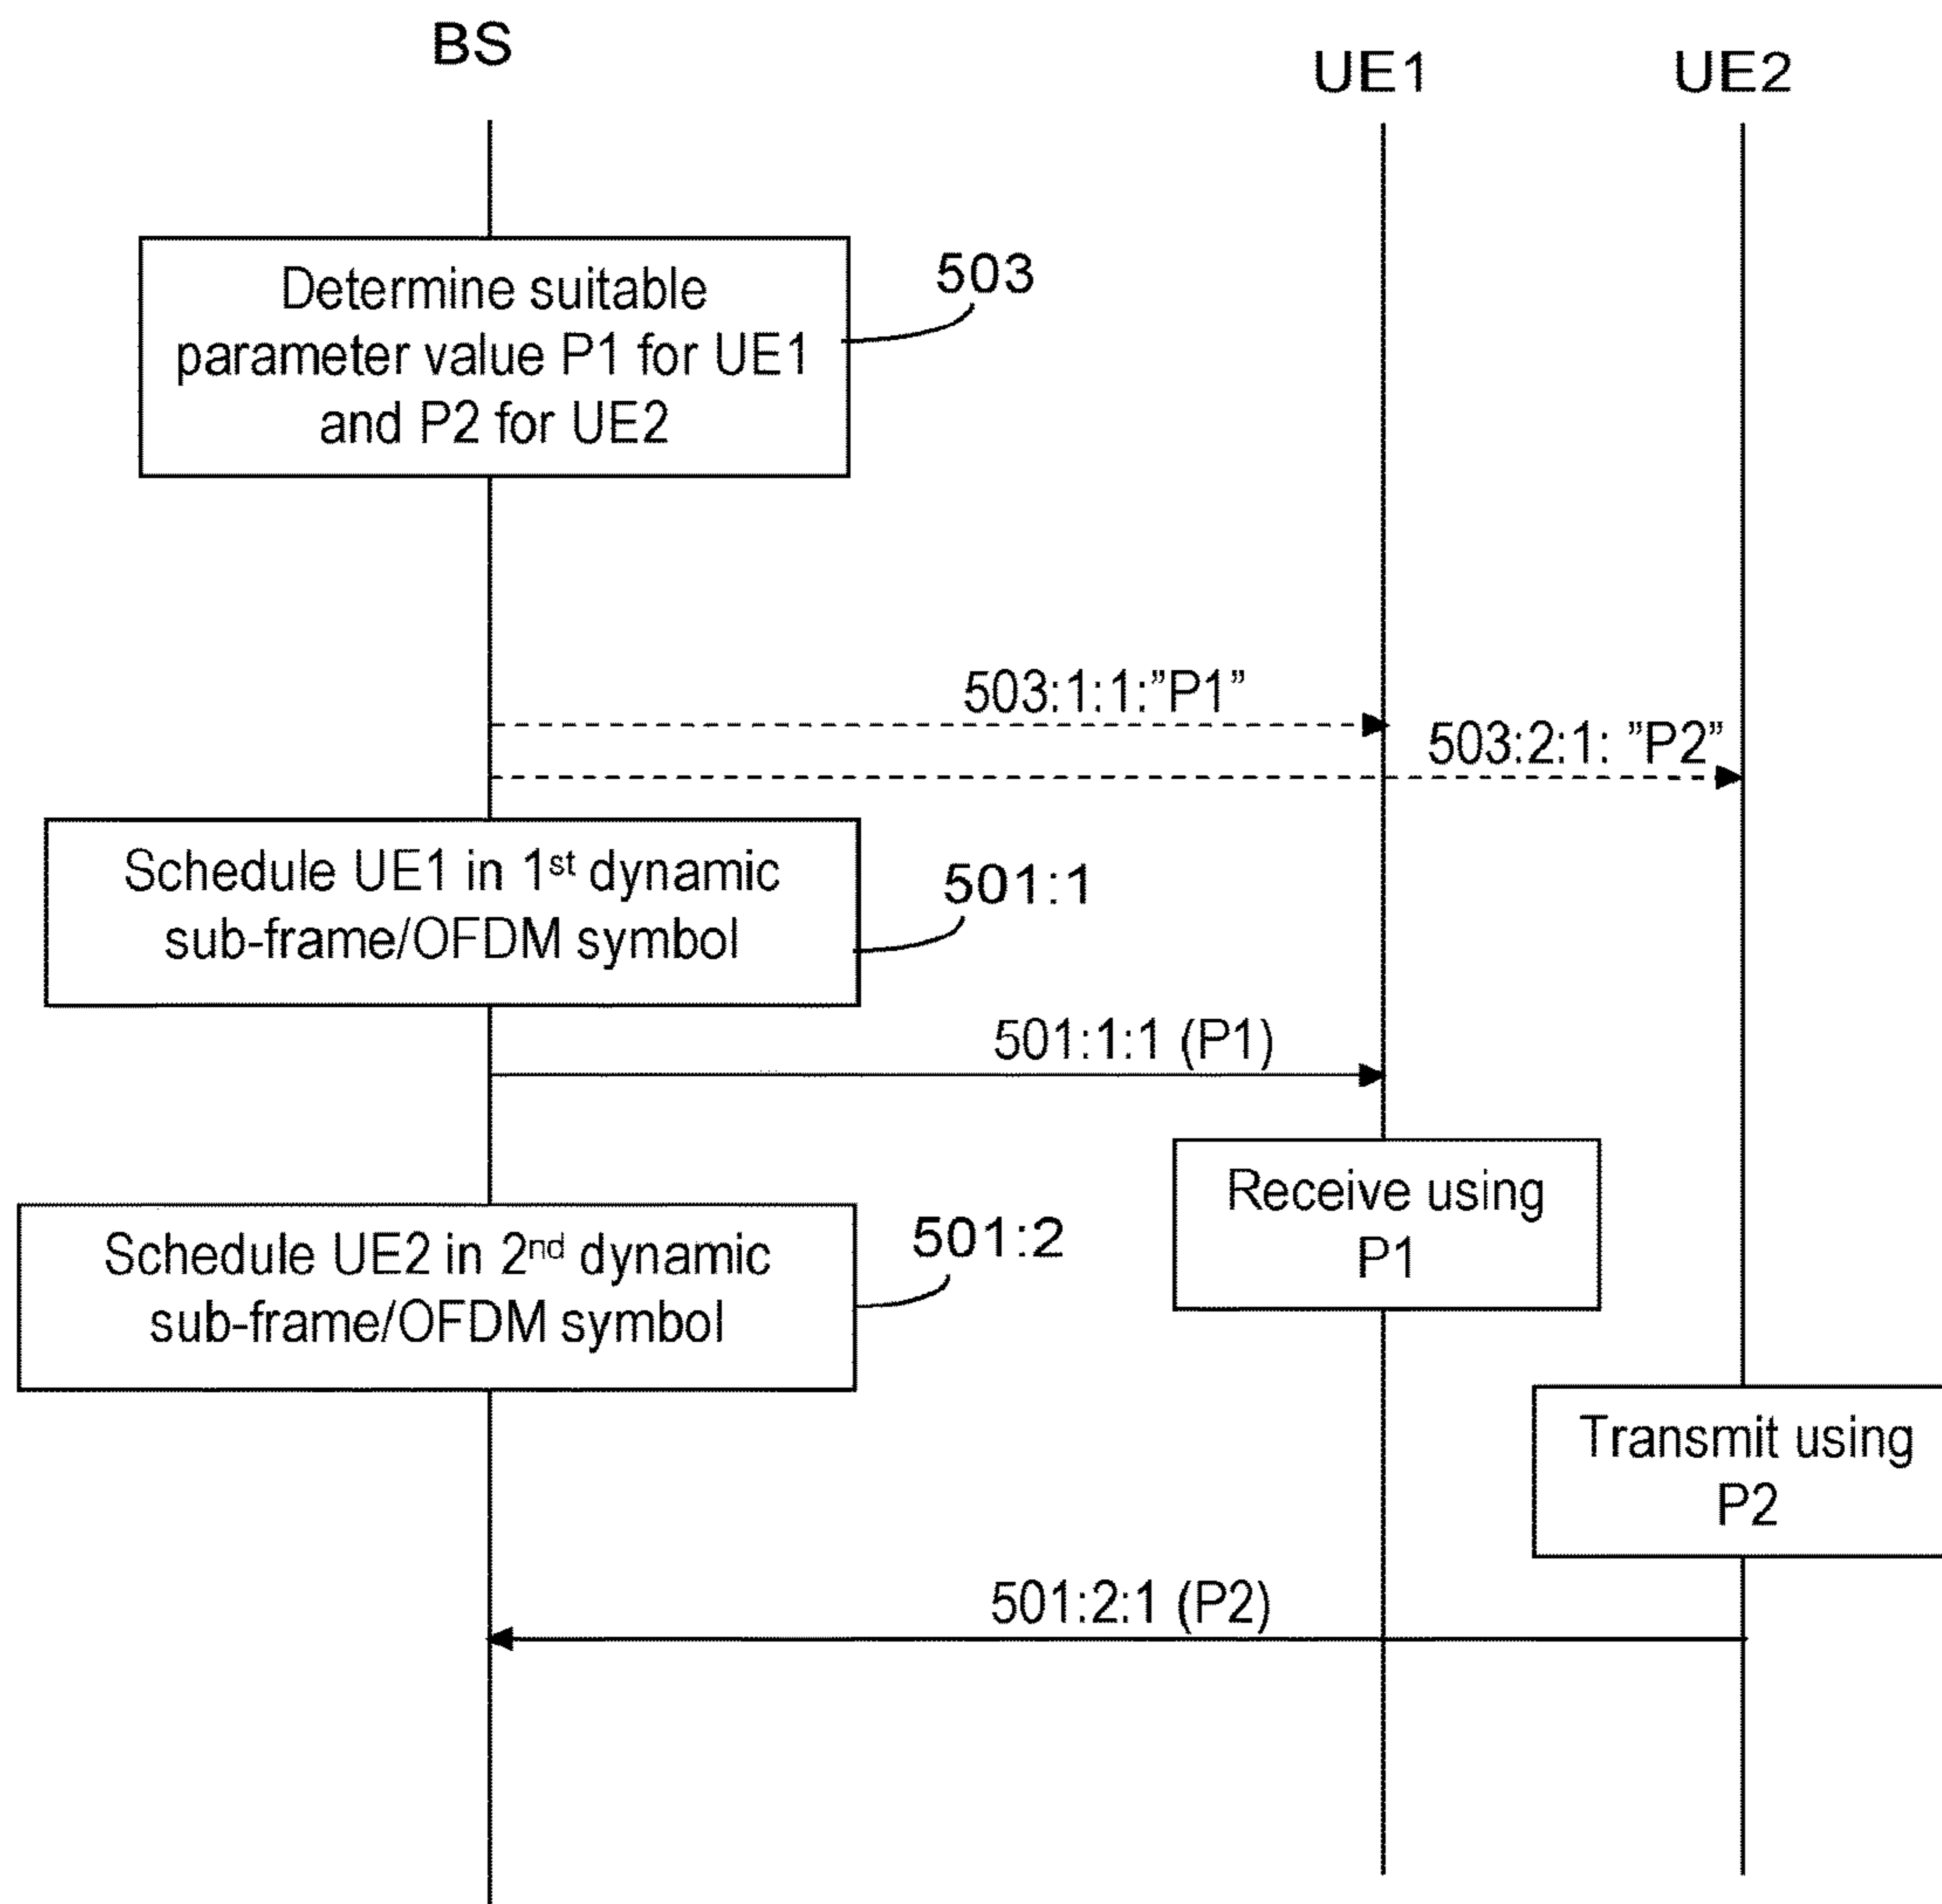 BS
UE1
UE2
Determine suitable
parameter value P1 for UE1
and P2 for UE2
503
503:1:1:”P1”
503:2:1: ”P2”
Schedule UE1 in 1st dynamic
sub-frame/OFDM symbol
501:1
501:1:1 (P1)
Receive using
P1
Schedule UE2 in 2nd dynamic
sub-frame/OFDM symbol
501:2
Transmit using
P2
501:2:1 (P2)